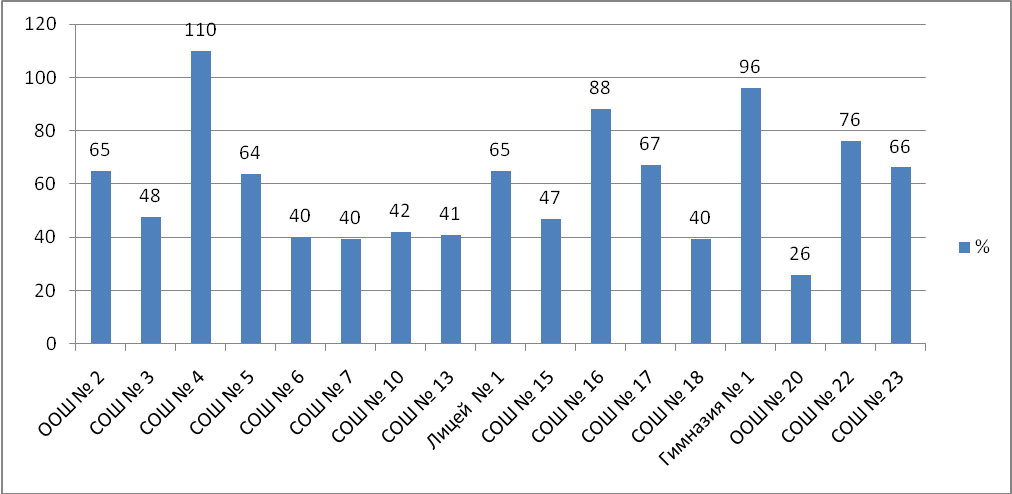 120
100
80
60
40
20
0
65
48
110
64
40
40
42
41
65
47
88
67
40
96
26
76
66
ООШ № 2
СОШ № 3
СОШ № 4
СОШ № 5
СОШ № 6
СОШ № 7
СОШ № 10
СОШ № 13
Лицей № 1
СОШ № 15
СОШ № 16
СОШ № 17
СОШ № 18
Гимназия № 1
ООШ № 20
СОШ № 22
СОШ № 23
%